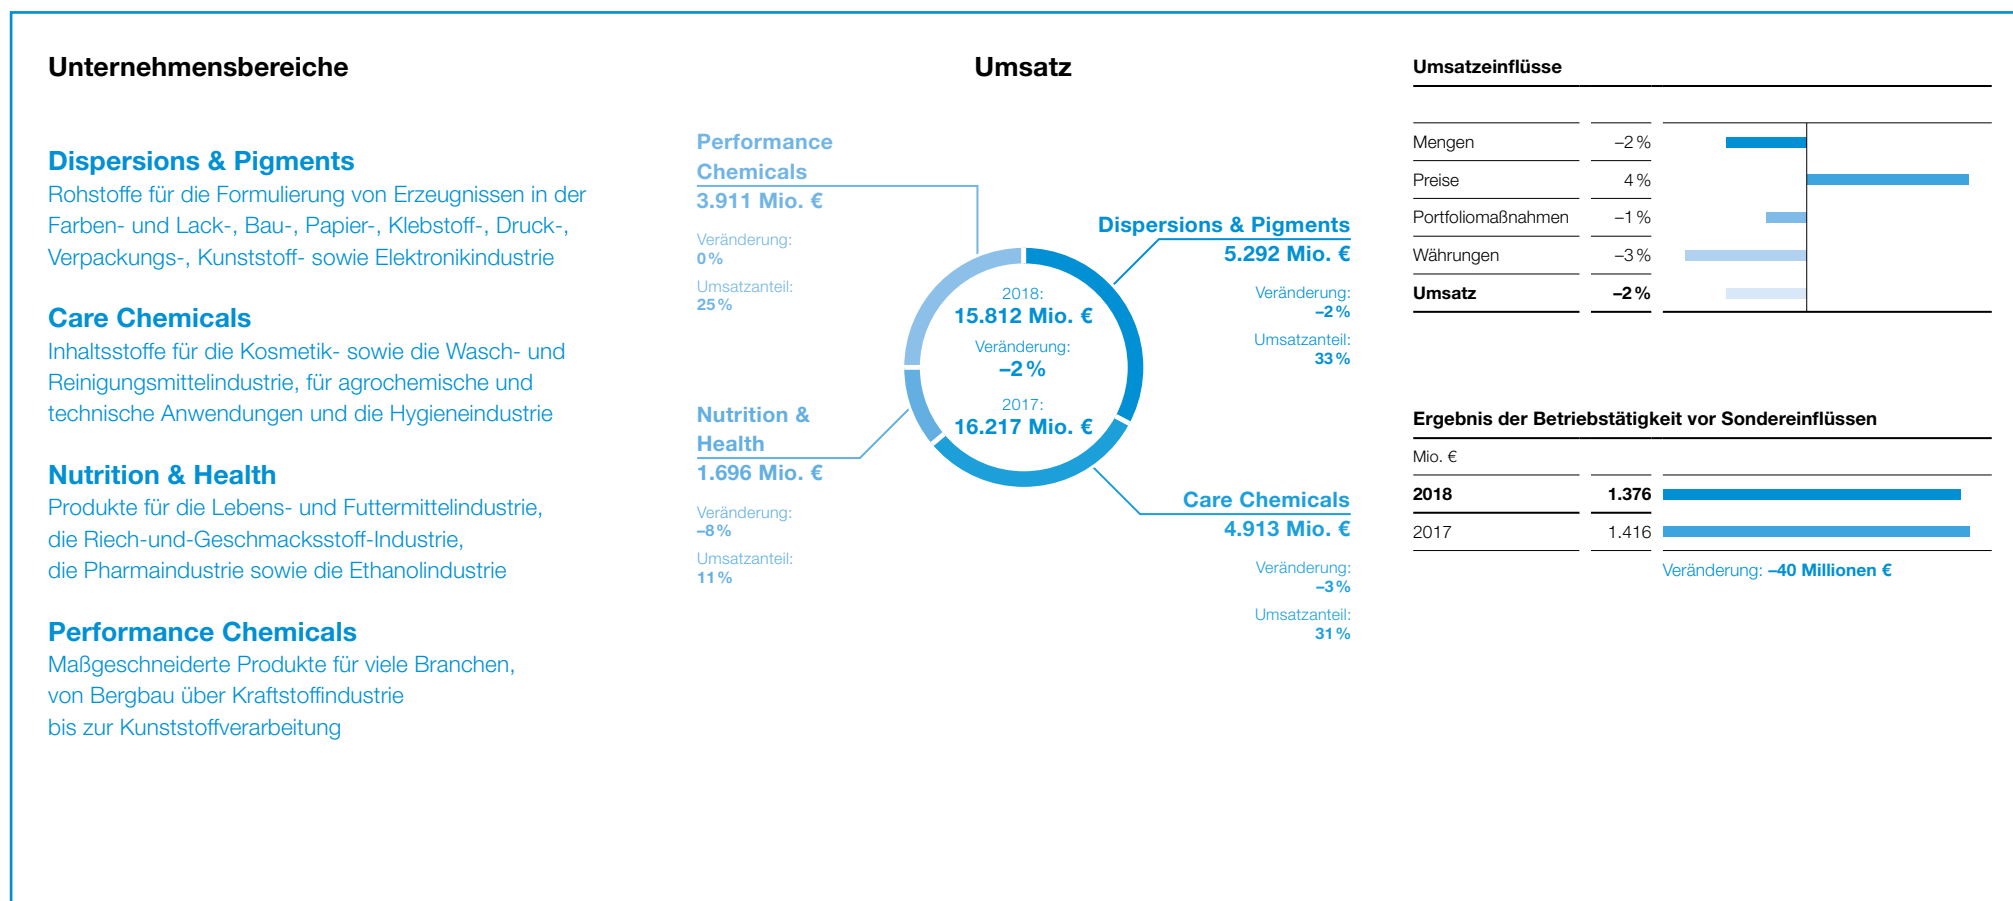 Unternehmensbereiche
Dispersions & Pigments
Rohstoffe für die Formulierung von Erzeugnissen in der
Farben- und Lack-, Bau-, Papier-, Klebstoff-, Druck-,
Verpackungs-, Kunststoff- sowie Elektronikindustrie
Care Chemicals
Inhaltsstoffe für die Kosmetik- sowie die Wasch- und
Reinigungsmittelindustrie, für agrochemische und
technische Anwendungen und die Hygieneindustrie
Nutrition & Health
Produkte für die Lebens- und Futtermittelindustrie,
die Riech-und-Geschmacksstoff-Industrie,
die Pharmaindustrie sowie die Ethanolindustrie
Performance Chemicals
Maßgeschneiderte Produkte für viele Branchen,
von Bergbau über Kraftstoffindustrie
bis zur Kunststoffverarbeitung
Umsatz
Performance
Chemicals
3.911 Mio. €
Veränderung:
0 %
Umsatzanteil:
25 %
Nutrition &
Health
1.696 Mio. €
Veränderung:
–8 %
Umsatzanteil:
11 %
2018:
15.812 Mio. €
Veränderung:
–2 %
2017:
16.217 Mio. €
Dispersions & Pigments
5.292 Mio. €
Veränderung:
–2 %
Umsatzanteil:
33 %
Care Chemicals
4.913 Mio. €
Veränderung:
–3 %
Umsatzanteil:
31 %
Umsatzeinflüsse
Mengen –2 %
Preise 4 %
Portfoliomaßnahmen –1 %
Währungen –3 %
Umsatz –2 %
Ergebnis der Betriebstätigkeit vor Sondereinflüssen
Mio. €
2018 1.376
2017 1.416
Veränderung: –40 Millionen €